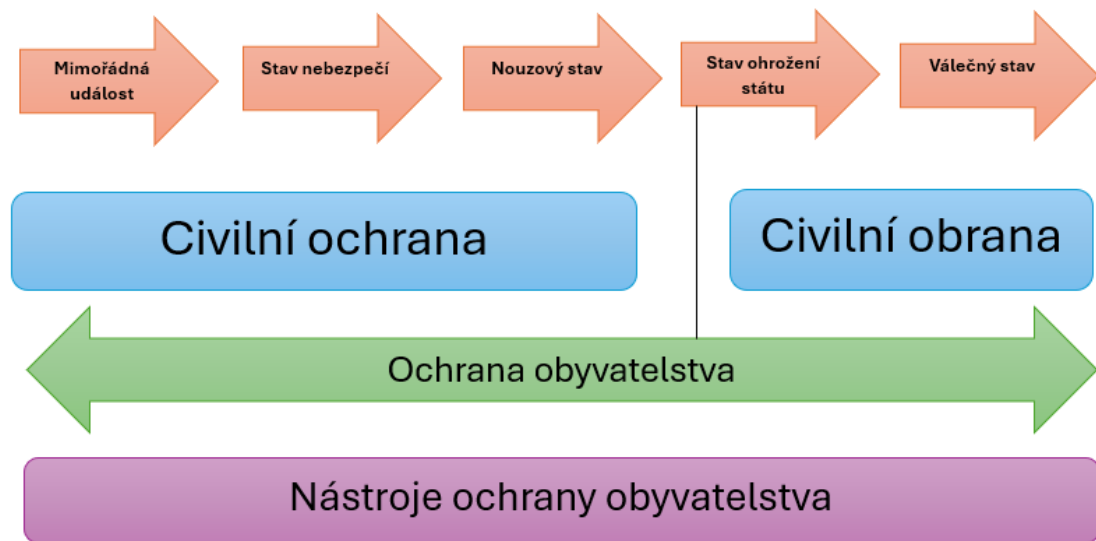 Mimořádná
událost
Stav nebezpečí
Nouzový stav
Stav ohrožení
státu
Válečný stav
Civilní ochrana
Civilní obrana
Ochrana obyvatelstva
Nástroje ochrany obyvatelstva